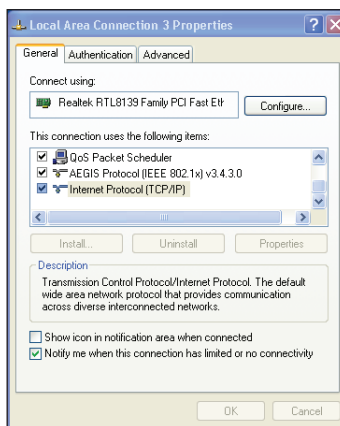 Local Area Connection 3 Properties
General Authentication Advanced
Connect using:
Realtek RTL8139 Family PCI Fast Eth
Configure...
This connection uses the following items:
QoS Packet Scheduler
AEGIS Protocol (IEEE 802.1x) v3.4.3.0
Internet Protocol (TCP/IP)
Install... Uninstall Properties
Description
Transmission Control Protocol/Internet Protocol. The default
wide area network protocol that provides communication
across diverse interconnected networks.
Show icon in notification area when connected
Notify me when this connection has limited or no connectivity
OK Cancel